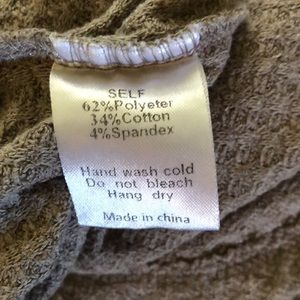 SELF
62%Polyeter
34%Cotton
4%Spandex
Hand wash cold
Do not bleach
Hang dry
Made in china